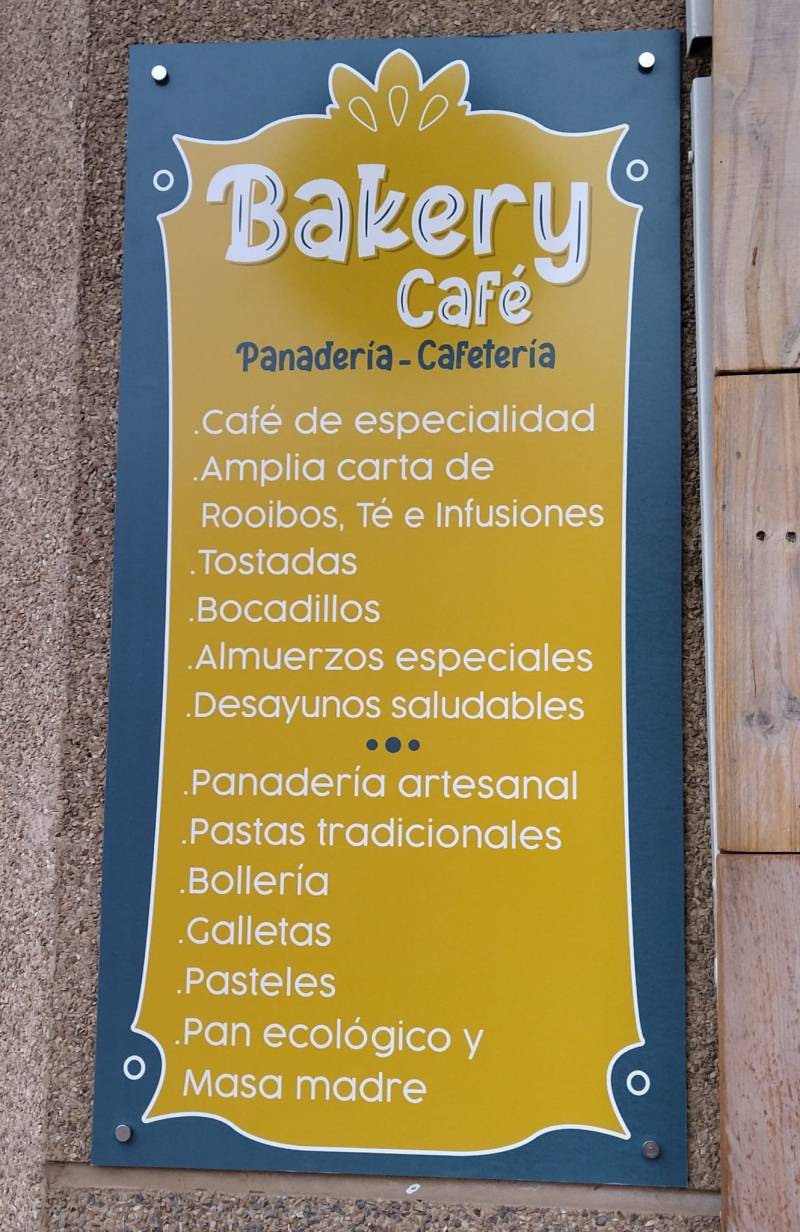 Bakery
Café
Panadería - Cafetería
.Café de especialidad
.Amplia carta de
Rooibos, Té e Infusiones
.Tostadas
.Bocadillos
.Almuerzos especiales
.Desayunos saludables
.Panadería artesanal
.Pastas tradicionales
.Bollería
.Galletas
.Pasteles
.Pan ecológico y
Masa madre